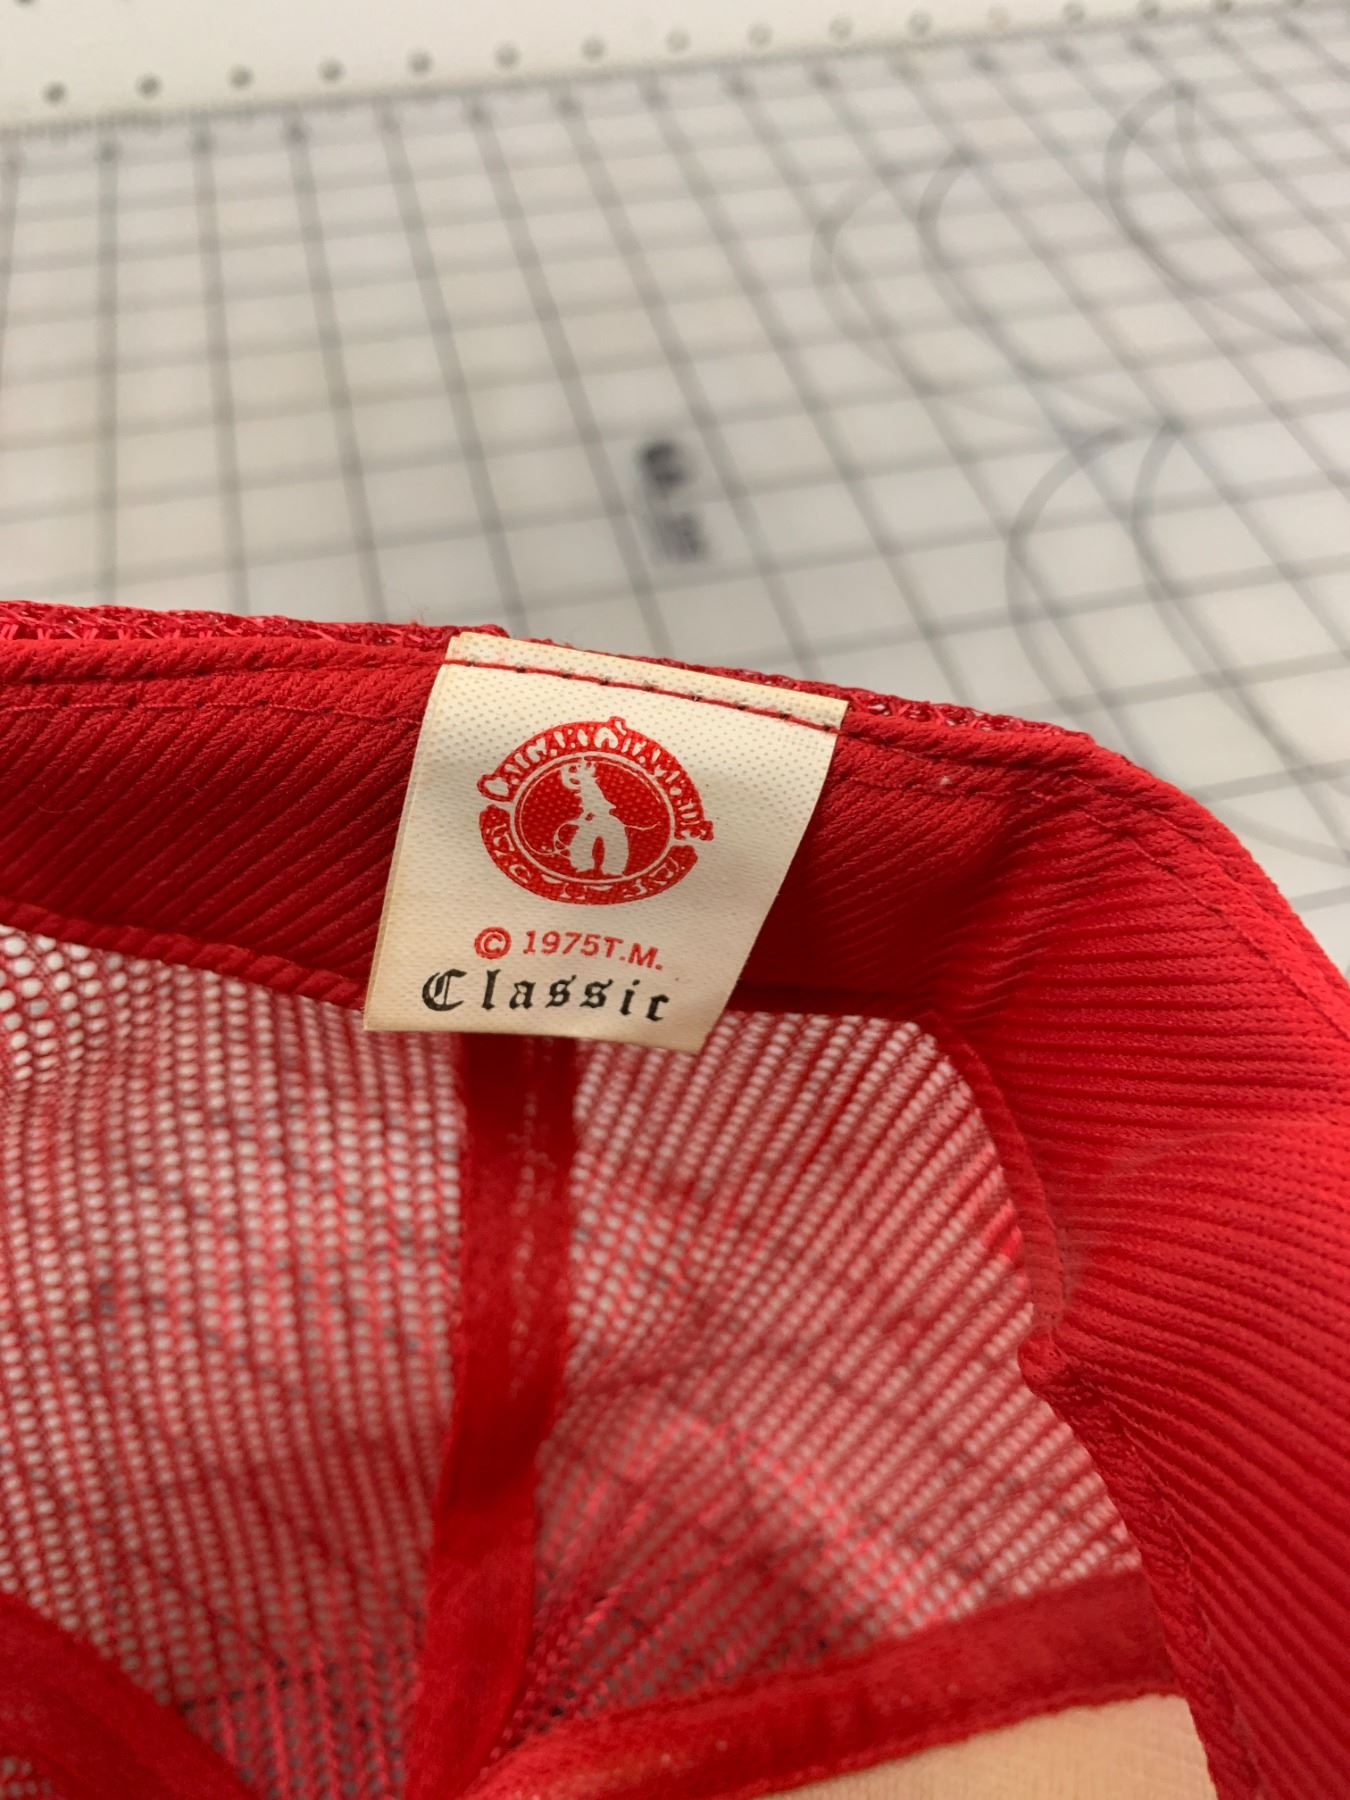 CALGARY STAMPEDE
© 1975T.M.
Classic